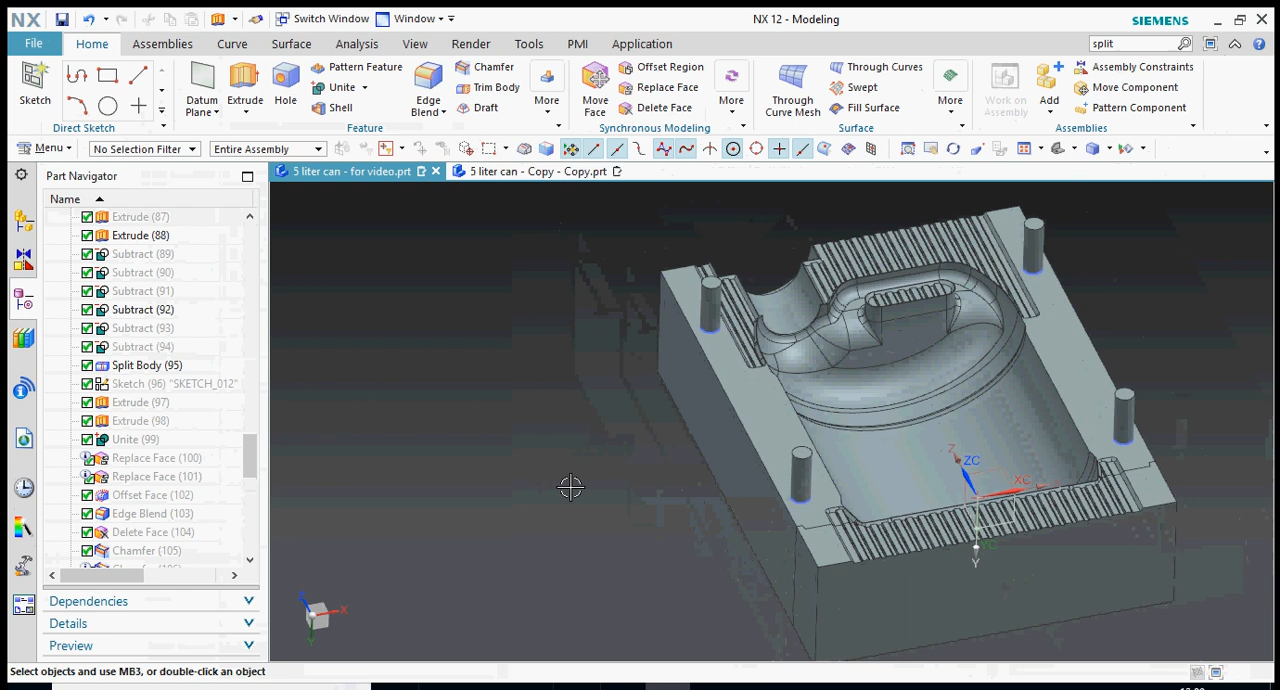 NX Switch Window Window NX 12 - Modeling SIEMENS
File Home Assemblies Curve Surface Analysis View Render Tools PMI Application split
Sketch
Direct Sketch
Datum Plane Extrude Hole
Pattern Feature
Unite
Shell
Edge Blend
Chamfer
Trim Body
Draft
More
Feature
Move Face
Offset Region
Replace Face
Delete Face
More
Synchronous Modeling
Through Curve Mesh
Through Curves
Swept
Fill Surface
More
Surface
Work on Assembly Add
Assembly Constraints
Move Component
Pattern Component
Assemblies
Menu No Selection Filter Entire Assembly
Part Navigator
5 liter can - for video.prt 5 liter can - Copy - Copy.prt
Name
Extrude (87)
Extrude (88)
Subtract (89)
Subtract (90)
Subtract (91)
Subtract (92)
Subtract (93)
Subtract (94)
Split Body (95)
Sketch (96) "SKETCH_012"
Extrude (97)
Extrude (98)
Unite (99)
Replace Face (100)
Replace Face (101)
Offset Face (102)
Edge Blend (103)
Delete Face (104)
Chamfer (105)
Dependencies
Details
Preview
Z
ZC
XC
YC
Y
Z
X
Y
Select objects and use MB3, or double-click an object